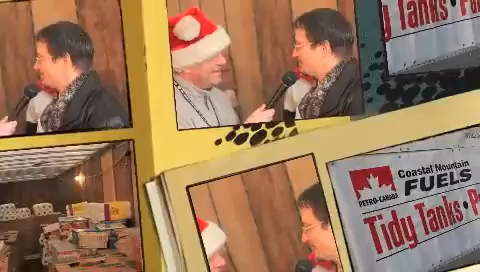 Tanks • 
Coastal Mountain
FUELS
PETRO-CANADA
Tidy Tanks •